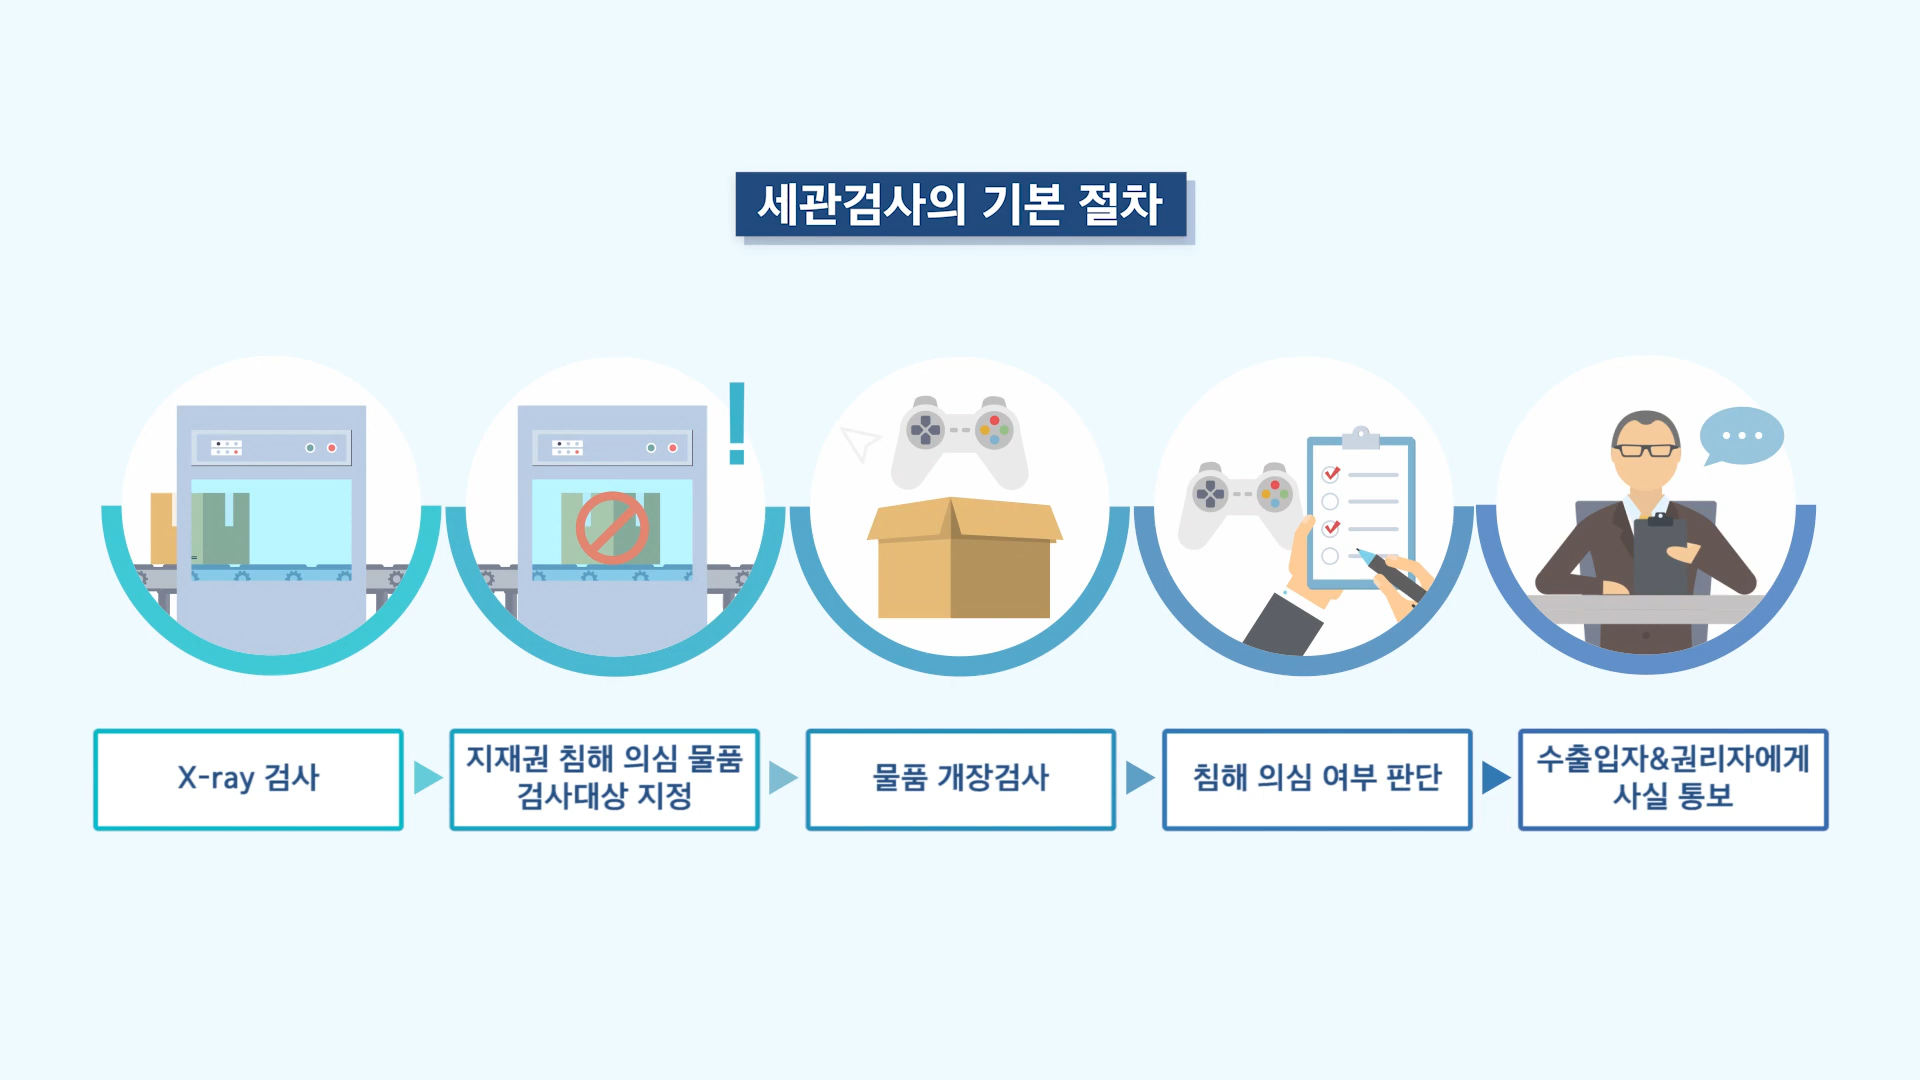 세관검사의 기본 절차
X-ray 검사
지재권 침해 의심 물품
검사대상 지정
물품 개장검사
침해 의심 여부 판단
수출입자&권리자에게
사실 통보